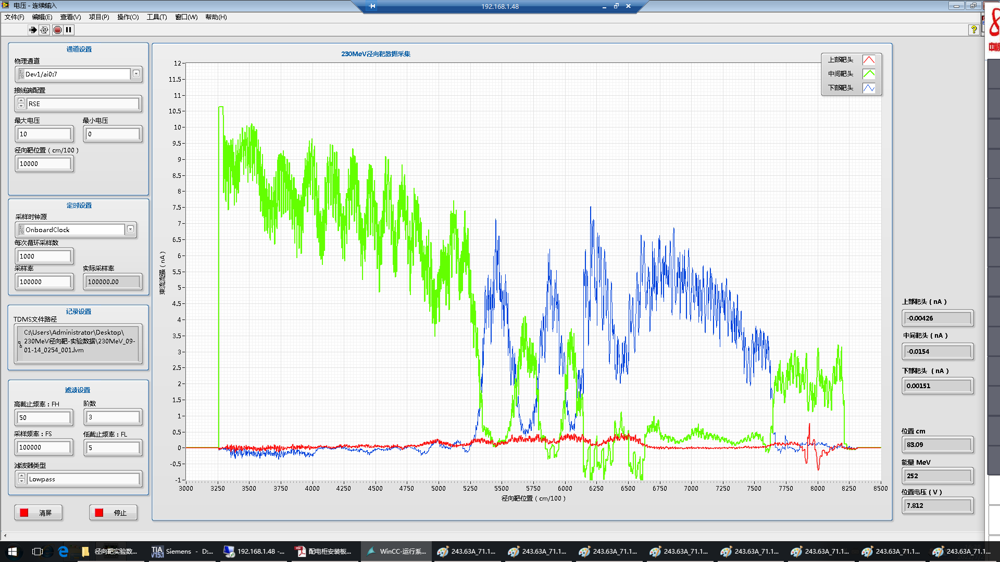 电压 - 连续输入
192.168.1.48
文件(F) 编辑(E) 查看(V) 项目(P) 操作(O) 工具(T) 窗口(W) 帮助(H)
通道设置
物理通道
Dev1/ai0:7
接线端配置
RSE
最大电压 最小电压
10 0
径向靶位置 ( cm/100 )
10000
定时设置
采样时钟源
OnboardClock
每次循环采样数
1000
采样率 实际采样率
100000 100000.00
记录设置
TDMS文件路径
C:\Users\Administrator\Desktop\
230MeV径向靶-实验数据\230MeV_09-
01-14_0254_001.lvm
滤波设置
高截止频率：FH 阶数
50 3
采样频率：FS 低截止频率：FL
100000 5
滤波器类型
Lowpass
清屏 停止
230MeV径向靶数据采集
上部靶头
中间靶头
下部靶头
12
11.5
11
10.5
10
9.5
9
8.5
8
7.5
7
6.5
6
5.5
5
4.5
4
3.5
3
2.5
2
1.5
1
0.5
0
-0.5
-1
束流流强 ( nA )
3000 3250 3500 3750 4000 4250 4500 4750 5000 5250 5500 5750 6000 6250 6500 6750 7000 7250 7500 7750 8000 8250 8500
径向靶位置 ( cm/100 )
上部靶头 ( nA )
-0.00426
中间靶头 ( nA )
-0.0154
下部靶头 ( nA )
0.00151
位置 cm
83.09
能量 MeV
252
位置电压 ( V )
7.812
径向靶实验数...
TIA V15.1
Siemens - D:...
192.168.1.48 -...
配电柜安装板...
WinCC-运行系...
243.63A_71.1...
243.63A_71.1...
243.63A_71.1...
243.63A_71.1...
243.63A_71.1...
243.63A_71.1...
243.63A_71.1...
243.63A_71.1...